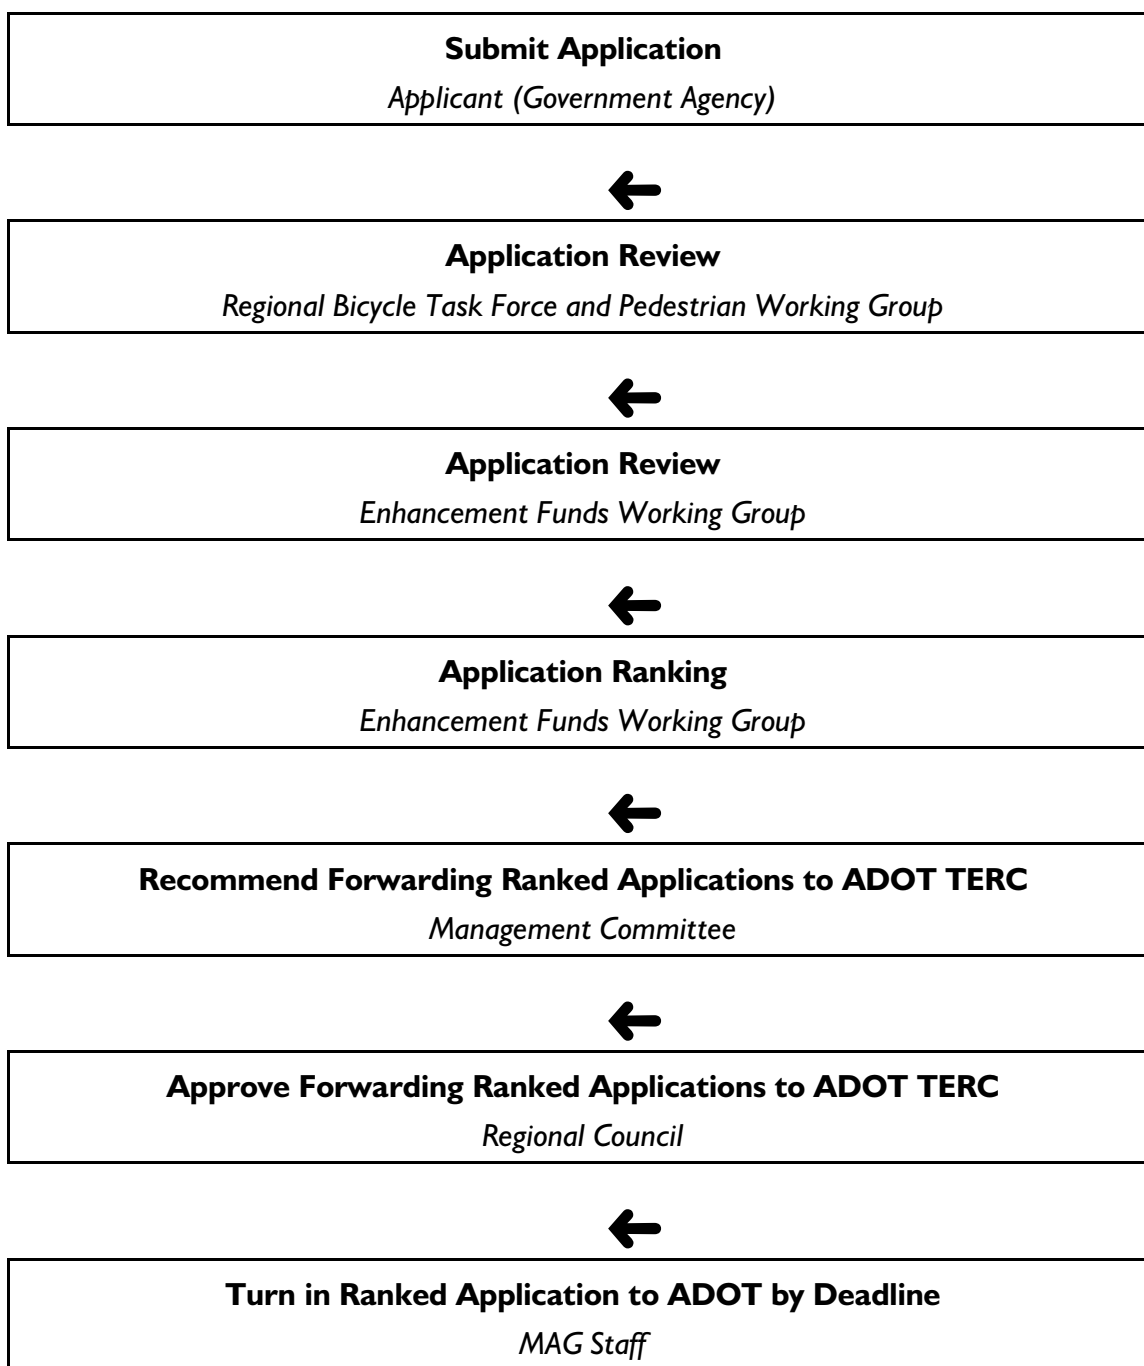 Submit Application
Applicant (Government Agency)
Application Review
Regional Bicycle Task Force and Pedestrian Working Group
Application Review
Enhancement Funds Working Group
Application Ranking
Enhancement Funds Working Group
Recommend Forwarding Ranked Applications to ADOT TERC
Management Committee
Approve Forwarding Ranked Applications to ADOT TERC
Regional Council
Turn in Ranked Application to ADOT by Deadline
MAG Staff